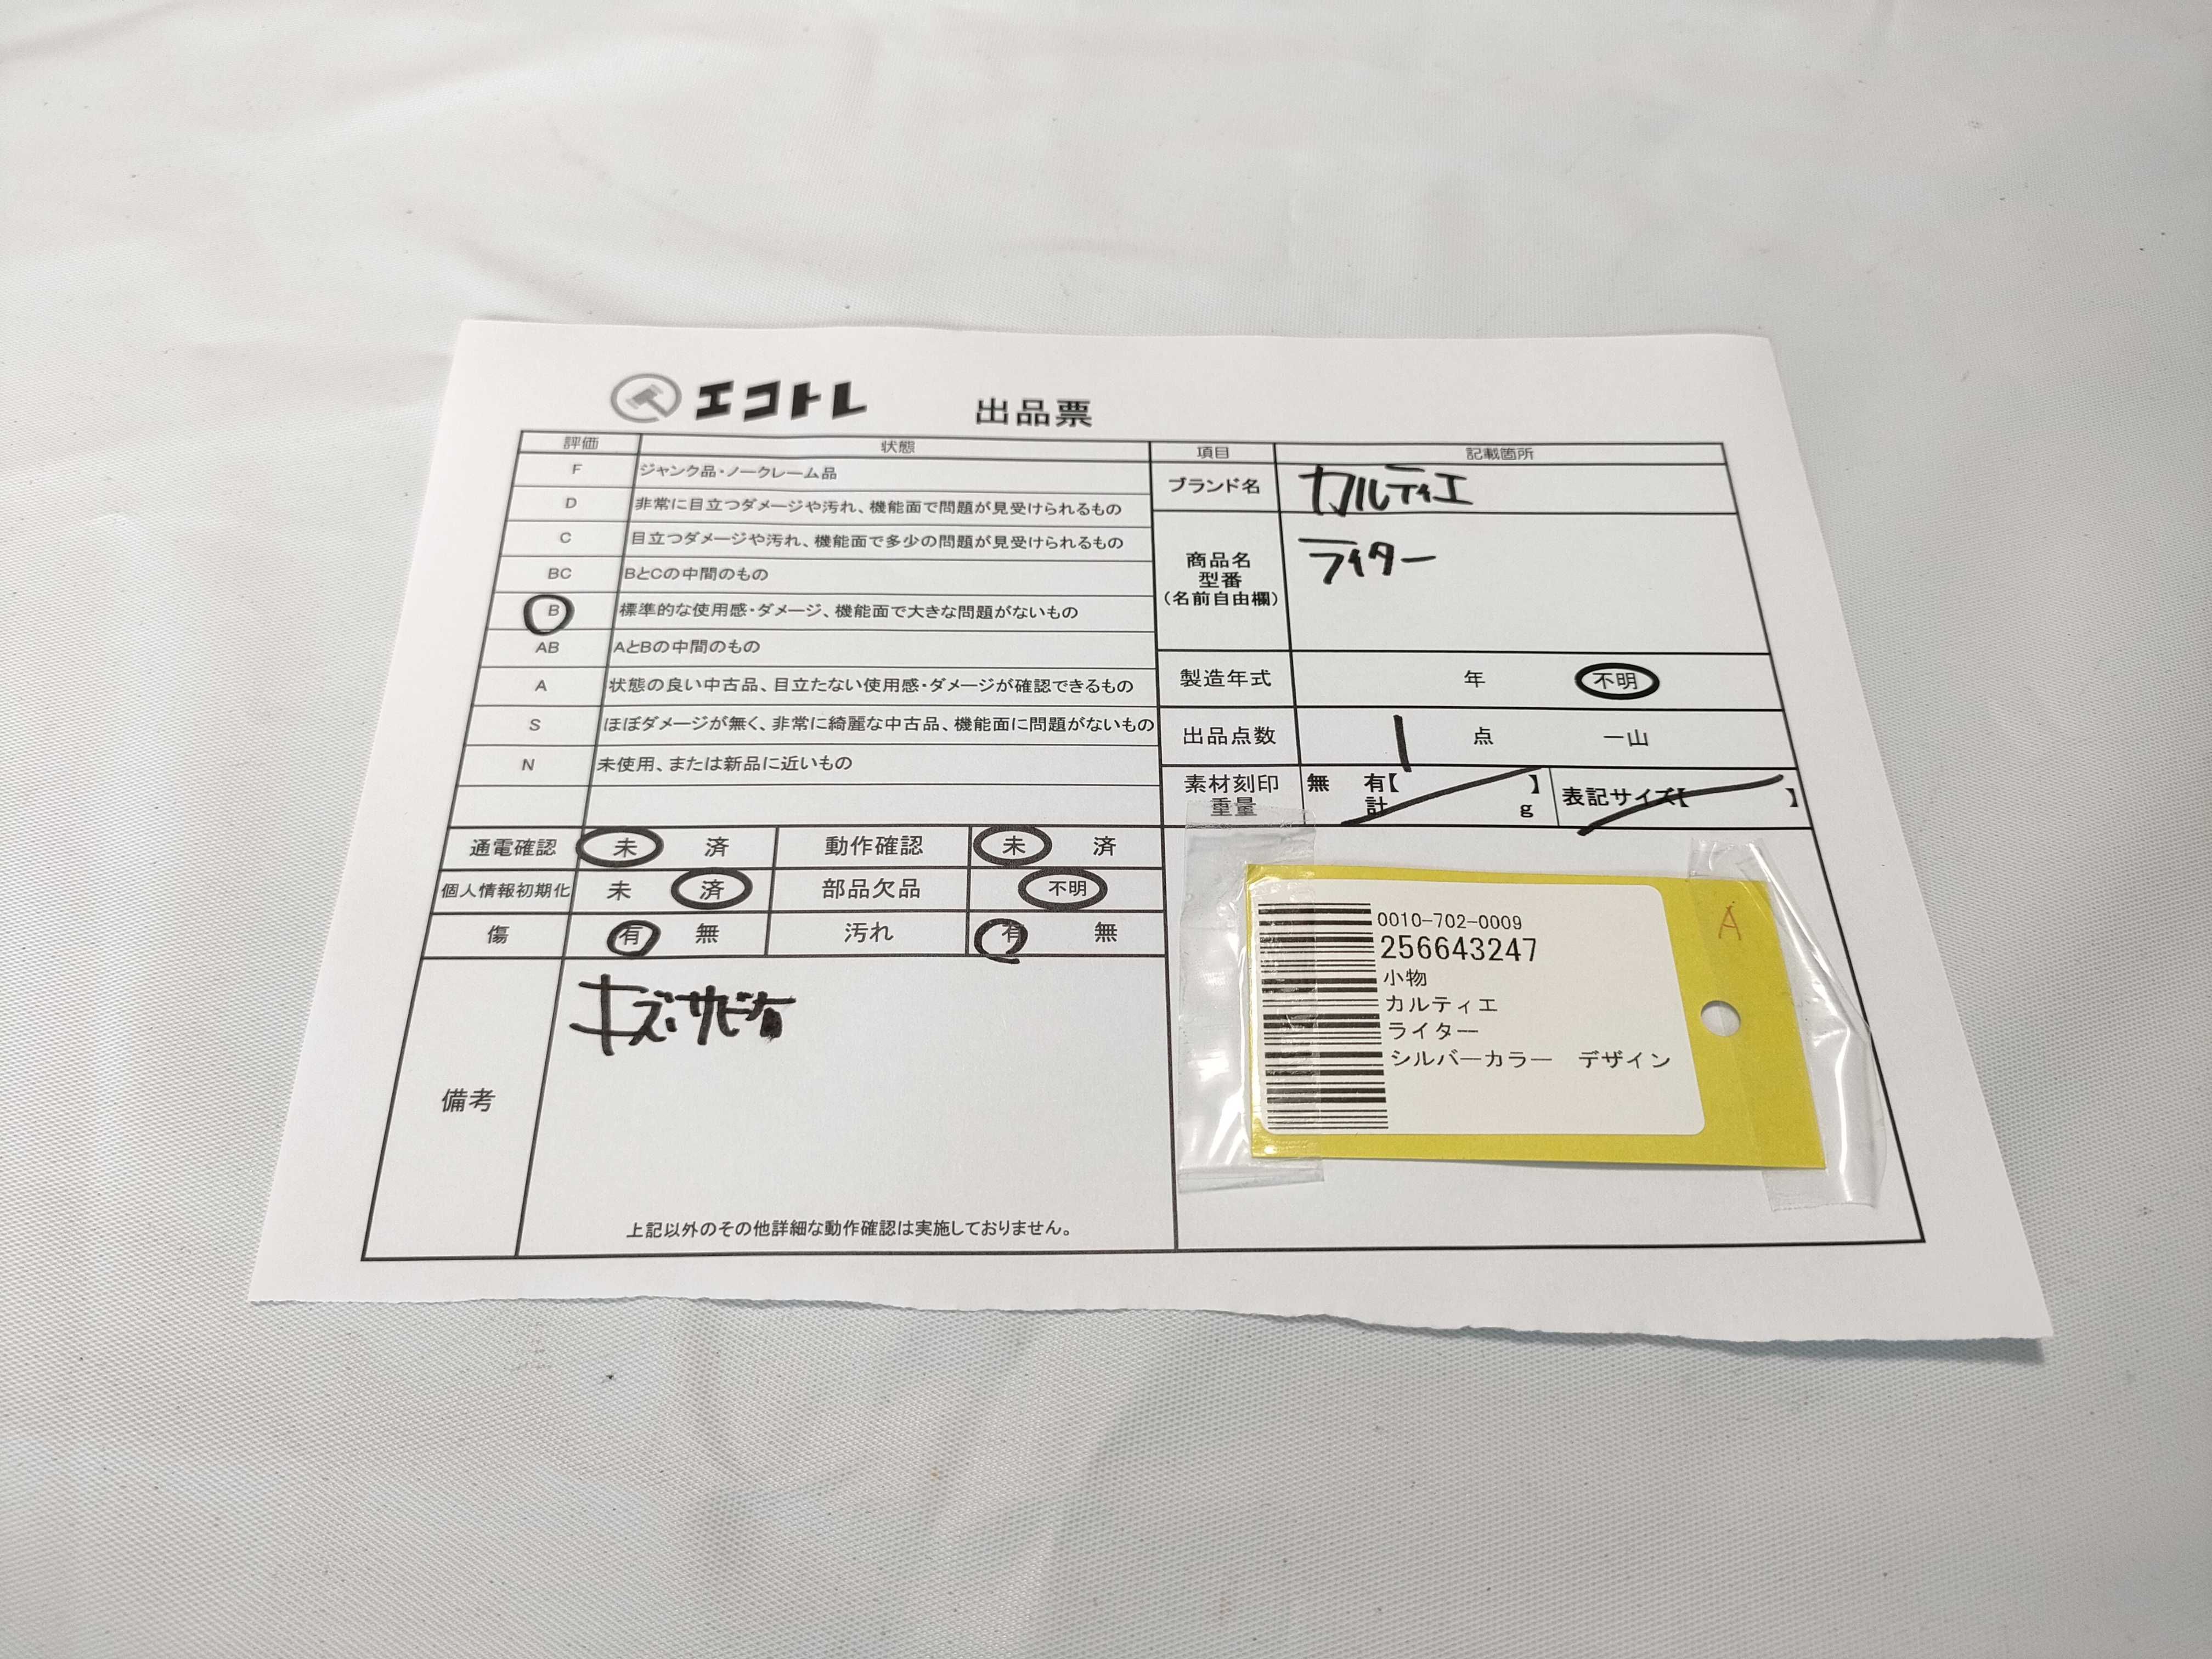 エコトレ 出品票
評価 状態
F ジャンク品・ノークレーム品
D 非常に目立つダメージや汚れ、機能面で問題が見受けられるもの
C 目立つダメージや汚れ、機能面で多少の問題が見受けられるもの
BC BとCの中間のもの
B 標準的な使用感・ダメージ、機能面で大きな問題がないもの
AB AとBの中間のもの
A 状態の良い中古品、目立たない使用感・ダメージが確認できるもの
S ほぼダメージが無く、非常に綺麗な中古品、機能面に問題がないもの
N 未使用、または新品に近いもの
通電確認 未 済 動作確認 未 済
個人情報初期化 未 済 部品欠品 不明
傷 有 無 汚れ 有 無
備考
キズ・サビ有
上記以外のその他詳細な動作確認は実施しておりません。
項目 記載箇所
ブランド名 カルティエ
商品名
型番
(名前自由欄)
ライター
製造年式 年 不明
出品点数 1 点 一山
素材刻印 無 有【 】 表記サイズ【 】
重量 計 g
0010-702-0009
256643247
小物
カルティエ
ライター
シルバーカラー デザイン
A